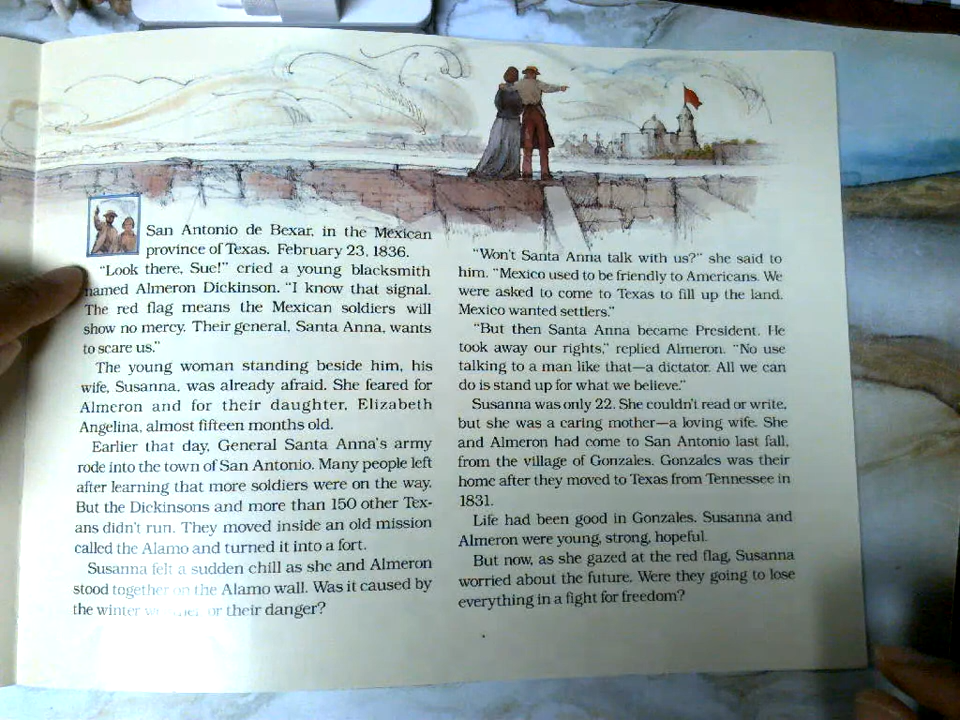 San Antonio de Bexar, in the Mexican
province of Texas. February 23, 1836.
"Look there, Sue!" cried a young blacksmith
named Almeron Dickinson. "I know that signal.
The red flag means the Mexican soldiers will
show no mercy. Their general, Santa Anna, wants
to scare us."
The young woman standing beside him, his
wife, Susanna, was already afraid. She feared for
Almeron and for their daughter, Elizabeth
Angelina, almost fifteen months old.
Earlier that day, General Santa Anna's army
rode into the town of San Antonio. Many people left
after learning that more soldiers were on the way.
But the Dickinsons and more than 150 other Tex-
ans didn't run. They moved inside an old mission
called the Alamo and turned it into a fort.
Susanna felt a sudden chill as she and Almeron
stood together on the Alamo wall. Was it caused by
the winter or their danger?
"Won't Santa Anna talk with us?" she said to
him. "Mexico used to be friendly to Americans. We
were asked to come to Texas to fill up the land.
Mexico wanted settlers."
"But then Santa Anna became President. He
took away our rights," replied Almeron. "No use
talking to a man like that—a dictator. All we can
do is stand up for what we believe."
Susanna was only 22. She couldn't read or write,
but she was a caring mother—a loving wife. She
and Almeron had come to San Antonio last fall,
from the village of Gonzales. Gonzales was their
home after they moved to Texas from Tennessee in
1831.
Life had been good in Gonzales. Susanna and
Almeron were young, strong, hopeful.
But now, as she gazed at the red flag, Susanna
worried about the future. Were they going to lose
everything in a fight for freedom?